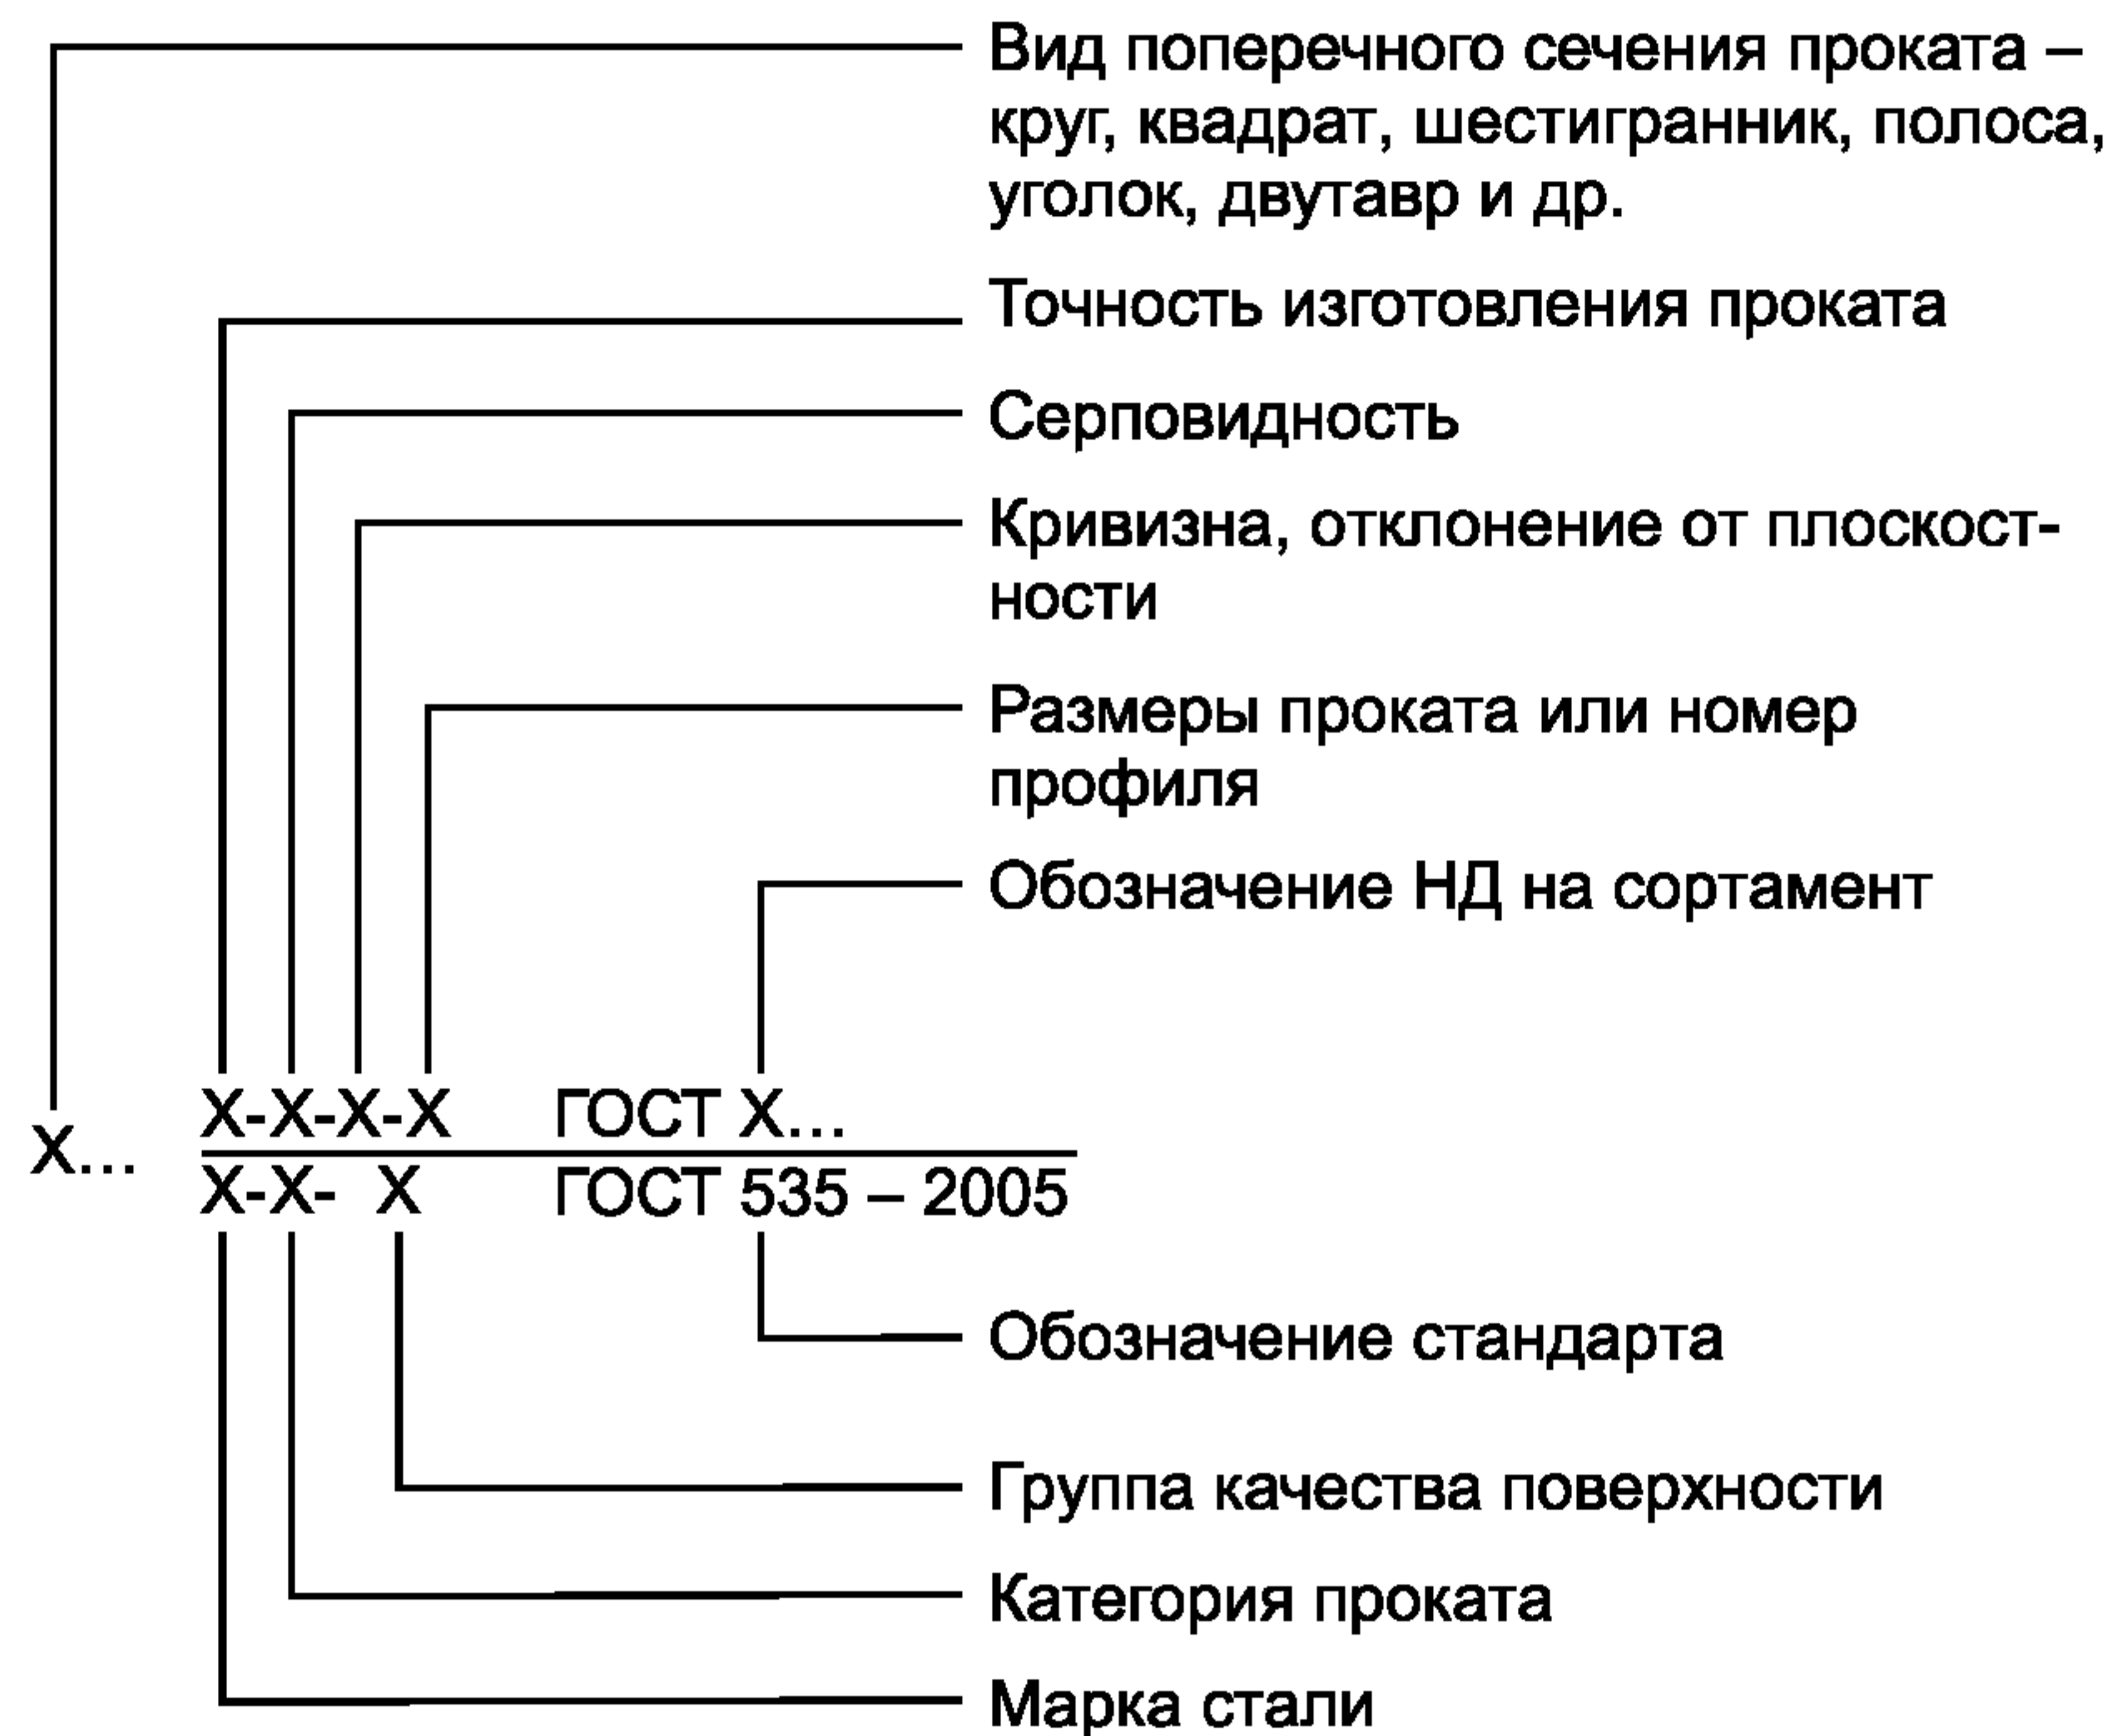 Вид поперечного сечения проката –
круг, квадрат, шестигранник, полоса,
уголок, двутавр и др.
Точность изготовления проката
Серповидность
Кривизна, отклонение от плоскост-
ности
Размеры проката или номер
профиля
Обозначение НД на сортамент
Х-Х-Х-Х ГОСТ Х...
Х...
Х-Х- Х ГОСТ 535 – 2005
Обозначение стандарта
Группа качества поверхности
Категория проката
Марка стали